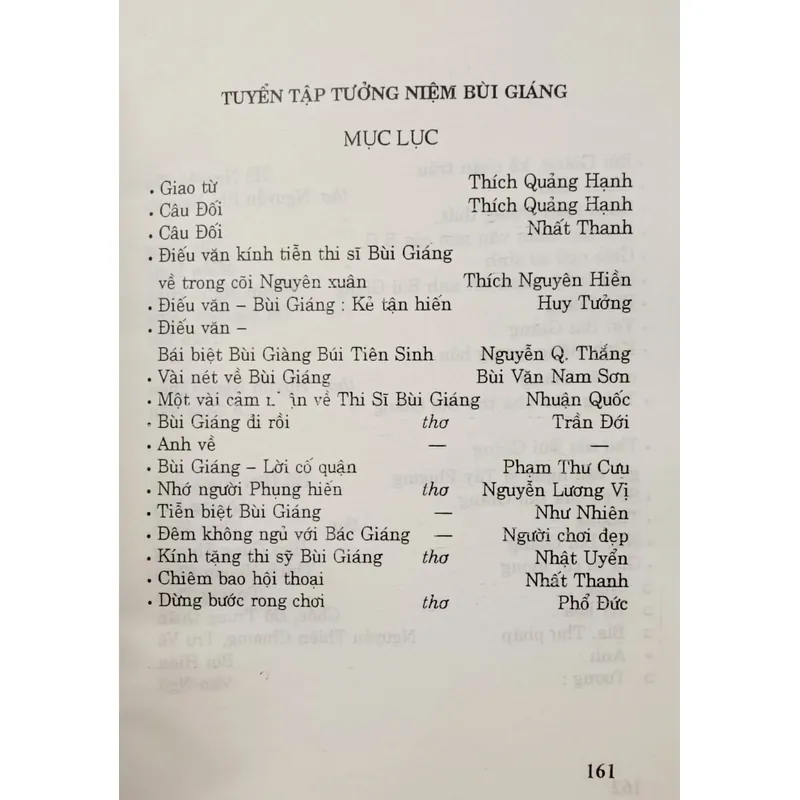 TUYỂN TẬP TƯỞNG NIỆM BÙI GIÁNG
MỤC LỤC
• Giao từ Thích Quảng Hạnh
• Câu Đối Thích Quảng Hạnh
• Câu Đối Nhất Thanh
• Điếu văn kính tiễn thi sĩ Bùi Giáng
về trong cõi Nguyên xuân Thích Nguyên Hiền
• Điếu văn – Bùi Giáng : Kẻ tận hiến Huy Tưởng
• Điếu văn –
Bái biệt Bùi Giàng Búi Tiên Sinh Nguyễn Q. Thắng
• Vài nét về Bùi Giáng Bùi Văn Nam Sơn
• Một vài cảm về Thi Sĩ Bùi Giáng Nhuận Quốc
• Bùi Giáng đi rồi thơ Trần Đới
• Anh về — —
• Bùi Giáng – Lời cố quận Phạm Thư Cưu
• Nhớ người Phụng hiến thơ Nguyễn Lương Vị
• Tiễn biệt Bùi Giáng — Như Nhiên
• Đêm không ngủ với Bác Giáng — Người chơi đẹp
• Kính tặng thi sỹ Bùi Giáng thơ Nhật Uyển
• Chiêm bao hội thoại Nhất Thanh
• Dừng bước rong chơi thơ Phổ Đức
161